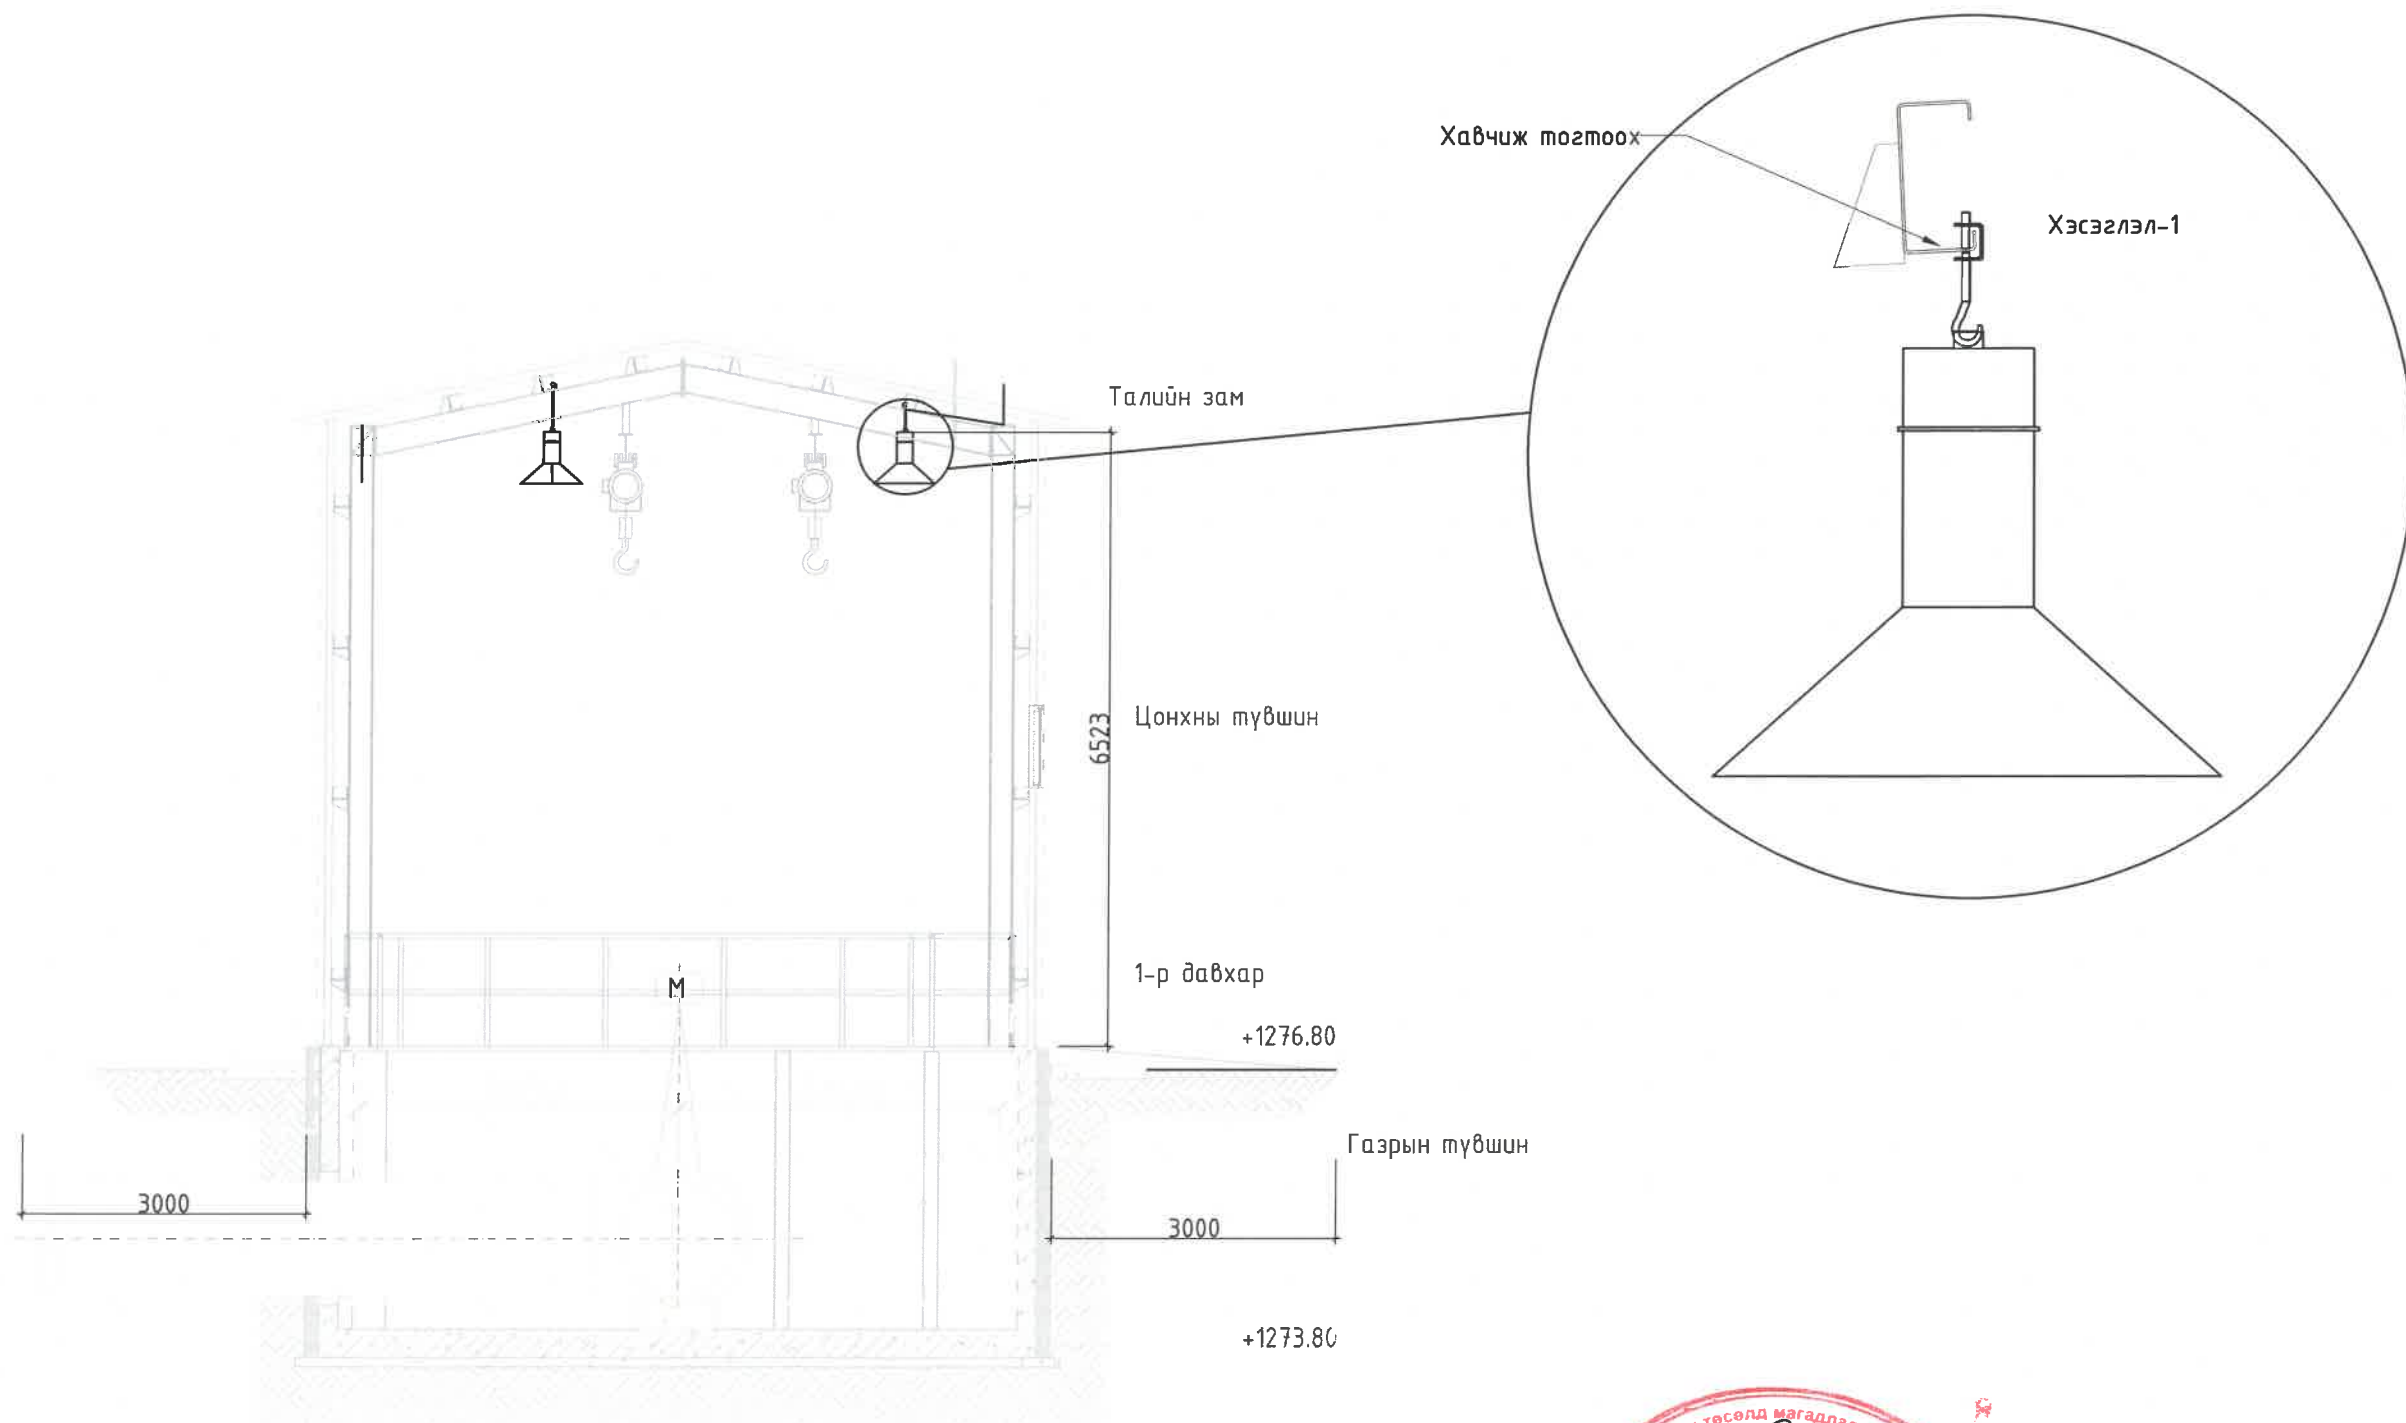 Хавчиж тогтоох
Хэсэглэл-1
Талийн зам
6523
Цонхны түвшин
1-р давхар
М
+1276.80
Газрын түвшин
3000
3000
+1273.80
төсөлд